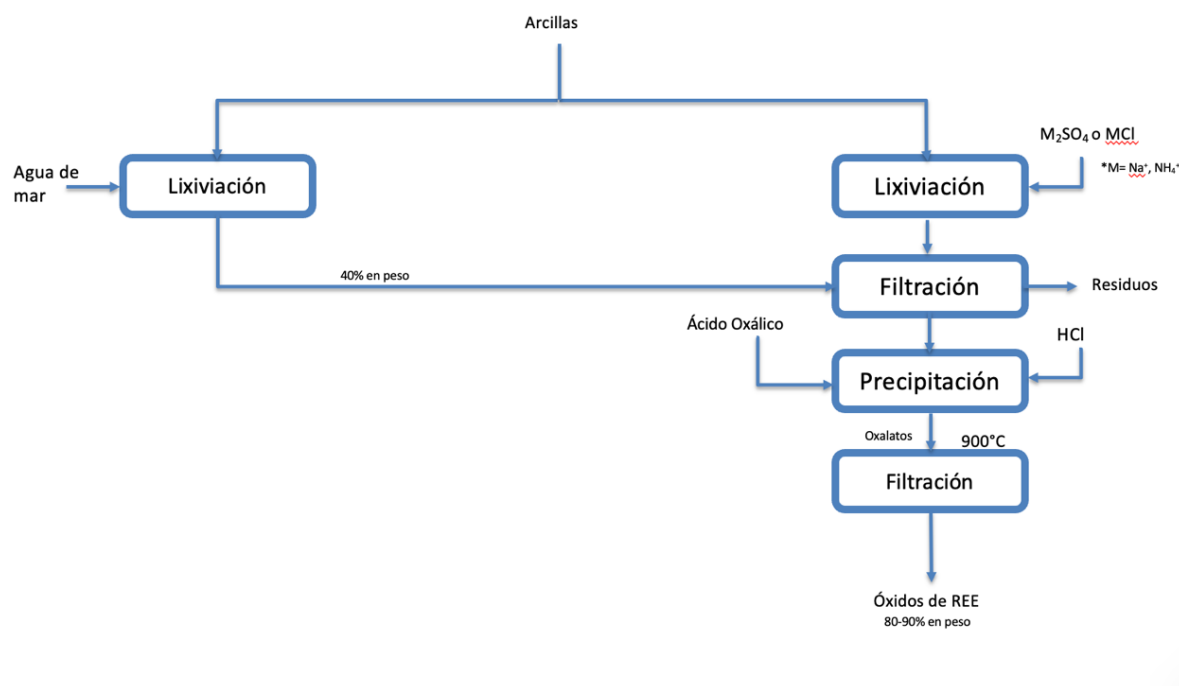 Arcillas
M₂SO₄ o MCl
*M= Na⁺, NH₄⁺
Agua de
mar
Lixiviación
Lixiviación
40% en peso
Filtración
Residuos
Ácido Oxálico
HCl
Precipitación
Oxalatos
900°C
Filtración
Óxidos de REE
80-90% en peso